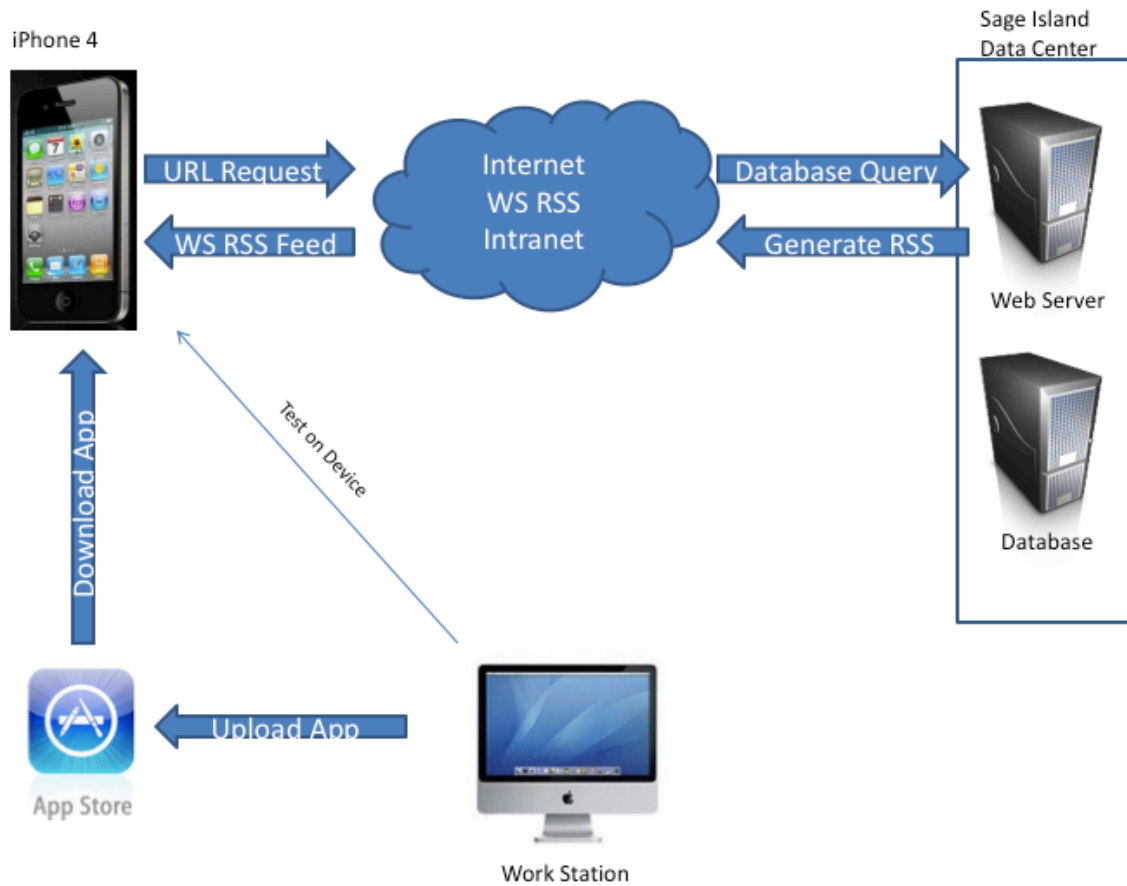 iPhone 4
Sage Island
Data Center
URL Request
Internet
WS RSS
Intranet
Database Query
WS RSS Feed
Generate RSS
Web Server
Test on Device
Download App
Database
Upload App
App Store
Work Station